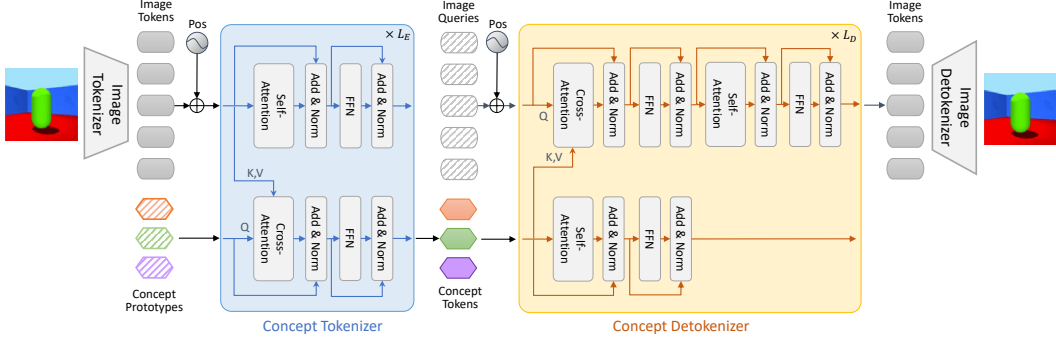 Image
Tokens
Pos
Image
Tokenizer
× L_E
Self-
Attention
Add & Norm
FFN
Add & Norm
K,V
Q
Cross-
Attention
Add & Norm
FFN
Add & Norm
Concept
Prototypes
Concept Tokenizer
Image
Queries
Pos
Concept
Tokens
× L_D
Q
Cross-
Attention
Add & Norm
FFN
Add & Norm
Self-
Attention
Add & Norm
FFN
Add & Norm
K,V
Self-
Attention
Add & Norm
FFN
Add & Norm
Concept Detokenizer
Image
Tokens
Image
Detokenizer